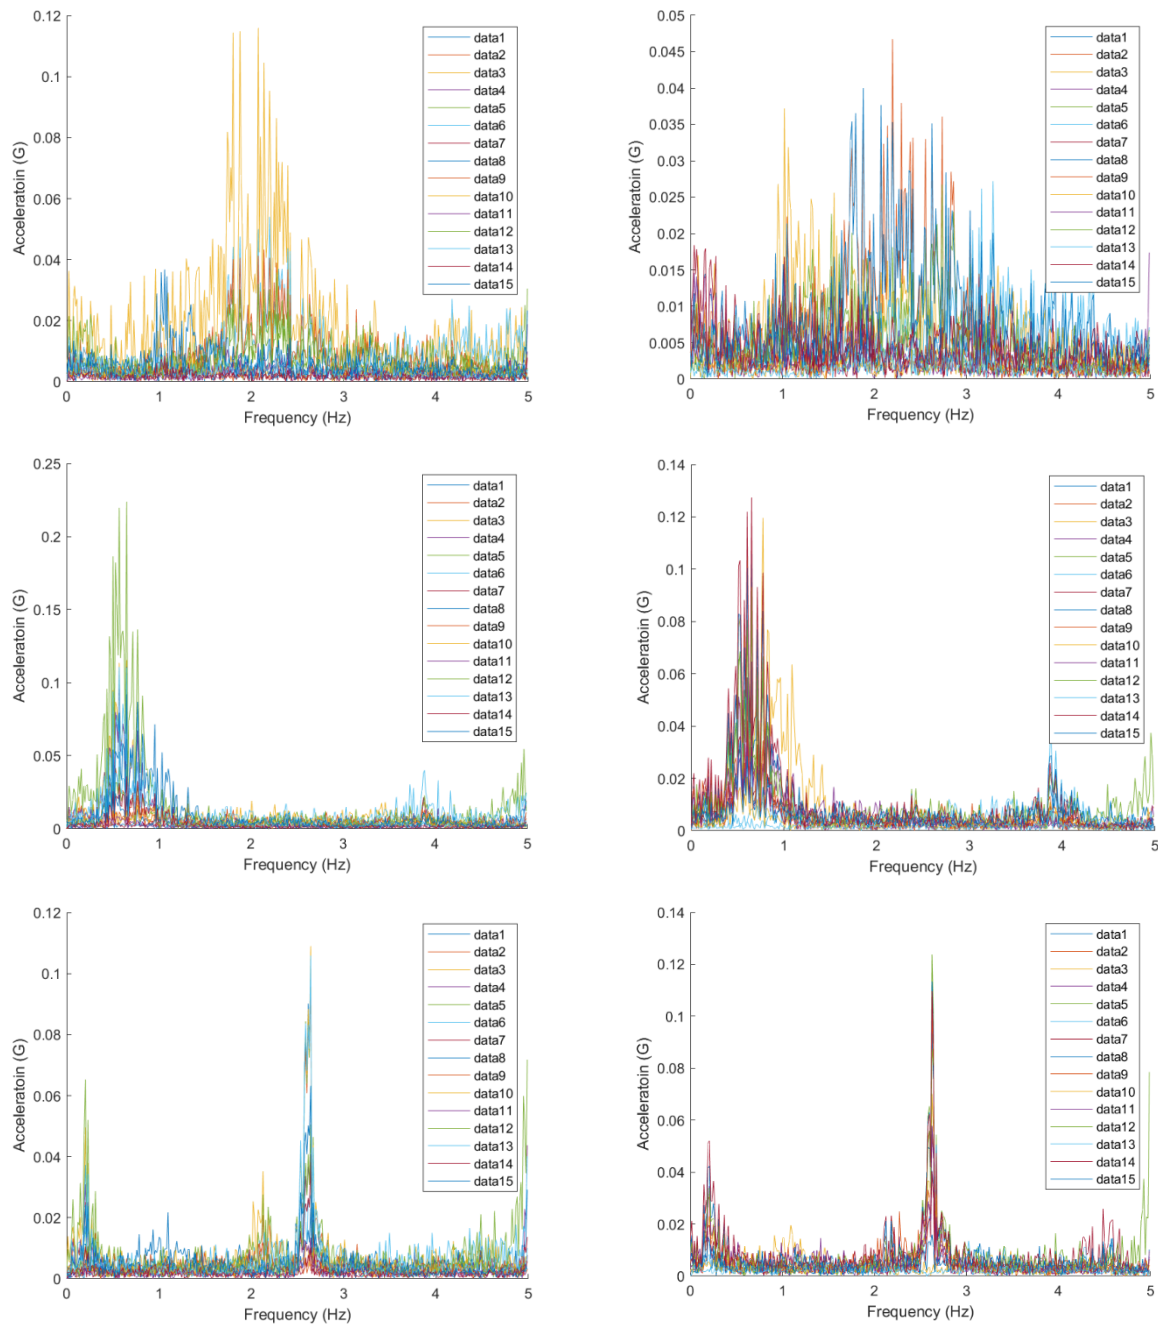 0.12
0.1
0.08
0.06
0.04
0.02
0
Acceleratoin (G)
0 1 2 3 4 5
Frequency (Hz)
data1
data2
data3
data4
data5
data6
data7
data8
data9
data10
data11
data12
data13
data14
data15
0.05
0.045
0.04
0.035
0.03
0.025
0.02
0.015
0.01
0.005
0
Acceleratoin (G)
0 1 2 3 4 5
Frequency (Hz)
data1
data2
data3
data4
data5
data6
data7
data8
data9
data10
data11
data12
data13
data14
data15
0.25
0.2
0.15
0.1
0.05
0
Acceleratoin (G)
0 1 2 3 4 5
Frequency (Hz)
data1
data2
data3
data4
data5
data6
data7
data8
data9
data10
data11
data12
data13
data14
data15
0.14
0.12
0.1
0.08
0.06
0.04
0.02
0
Acceleratoin (G)
0 1 2 3 4 5
Frequency (Hz)
data1
data2
data3
data4
data5
data6
data7
data8
data9
data10
data11
data12
data13
data14
data15
0.12
0.1
0.08
0.06
0.04
0.02
0
Acceleratoin (G)
0 1 2 3 4 5
Frequency (Hz)
data1
data2
data3
data4
data5
data6
data7
data8
data9
data10
data11
data12
data13
data14
data15
0.14
0.12
0.1
0.08
0.06
0.04
0.02
0
Acceleratoin (G)
0 1 2 3 4 5
Frequency (Hz)
data1
data2
data3
data4
data5
data6
data7
data8
data9
data10
data11
data12
data13
data14
data15